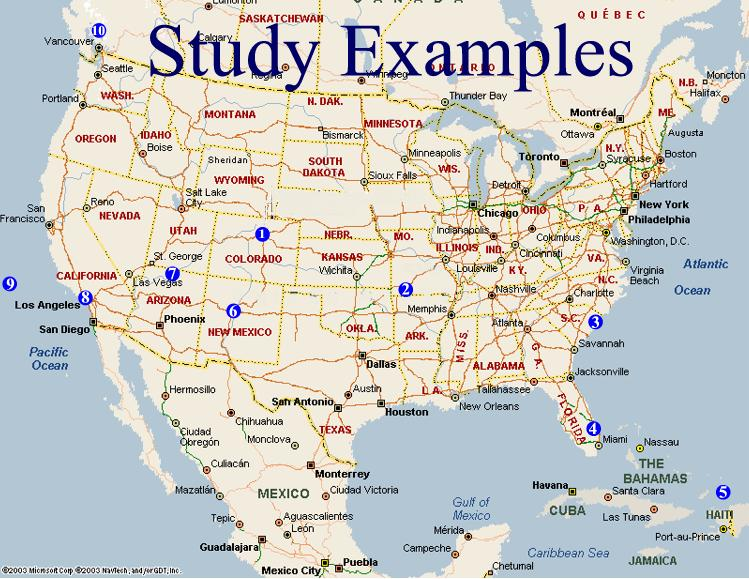 Study Examples
CANADA
QUÉBEC
Edmonton
SASKATCHEWAN
10
Vancouver
Calgary
Regina
Winnipeg
ONTARIO
Seattle
Thunder Bay
N.B.
Moncton
Halifax
Portland
WASH.
MONTANA
N. DAK.
MINNESOTA
Montréal
Ottawa
ME.
Augusta
OREGON
IDAHO
Boise
Bismarck
Sheridan
SOUTH
DAKOTA
Minneapolis
WIS.
Toronto
N.Y.
Syracuse
Boston
WYOMING
Sioux Falls
Detroit
Hartford
Salt Lake
City
Reno
NEVADA
San
Francisco
UTAH
1
NEBR.
Chicago
OHIO
P A.
New York
Philadelphia
COLORADO
KANSAS
MO.
Indianapolis
ILLINOIS
IND.
Columbus
Washington, D.C.
St. George
7
Wichita
Cincinnati
Louisville
KY.
VA.
Virginia
Beach
Atlantic
Ocean
9
CALIFORNIA
Las Vegas
8
Los Angeles
ARIZONA
6
2
Nashville
N.C.
Charlotte
Memphis
San Diego
Phoenix
NEW MEXICO
OKLA.
ARK.
Atlanta
S.C.
3
Pacific
Ocean
MISS.
G A.
Savannah
Dallas
ALABAMA
Jacksonville
Hermosillo
Austin
San Antonio
L A.
Tallahassee
Houston
New Orleans
FLORIDA
Chihuahua
TEXAS
Ciudad
Obregón
Monclova
4
Miami
Nassau
Culiacán
Monterrey
THE
BAHAMAS
Mazatlán
MEXICO
Ciudad Victoria
Havana
Santa Clara
5
Gulf of
Mexico
CUBA
Las Tunas
HAITI
Tepic
Aguascalientes
León
Mérida
Port-au-Prince
Guadalajara
Campeche
Caribbean Sea
JAMAICA
Mexico City
Puebla
Chetumal
©2003 Microsoft Corp ©2003 NavTech, and/or GDT, Inc.